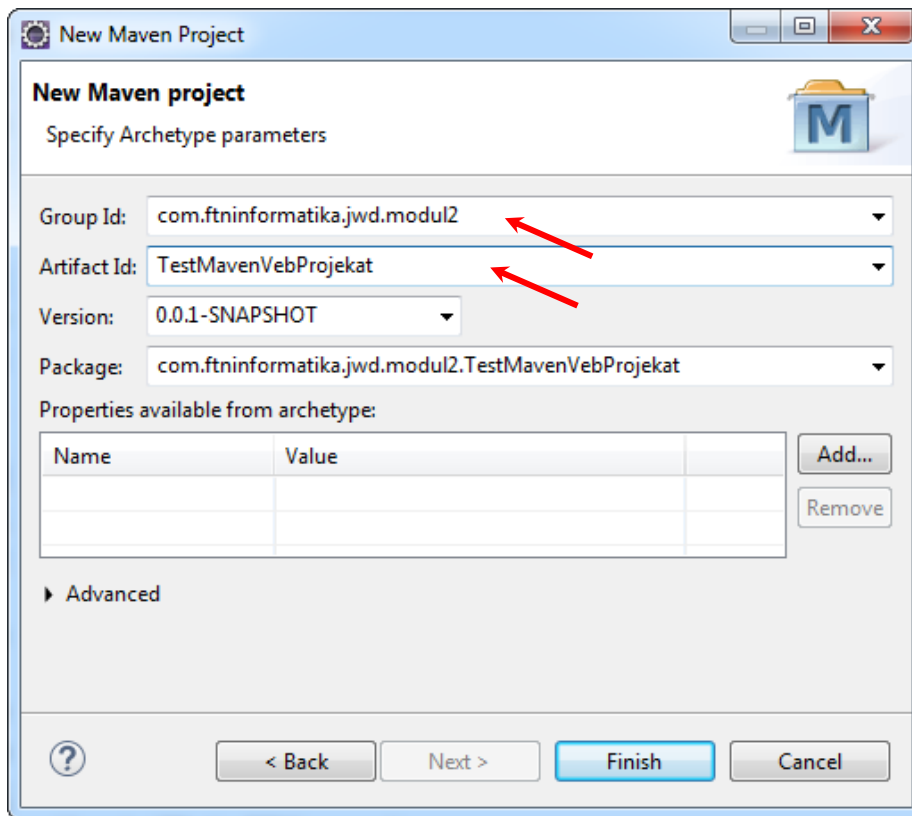 New Maven Project
New Maven project
Specify Archetype parameters
M
Group Id: com.ftninformatika.jwd.modul2
Artifact Id: TestMavenVebProjekat
Version: 0.0.1-SNAPSHOT
Package: com.ftninformatika.jwd.modul2.TestMavenVebProjekat
Properties available from archetype:
Name Value Add...
Remove
Advanced
? < Back Next > Finish Cancel